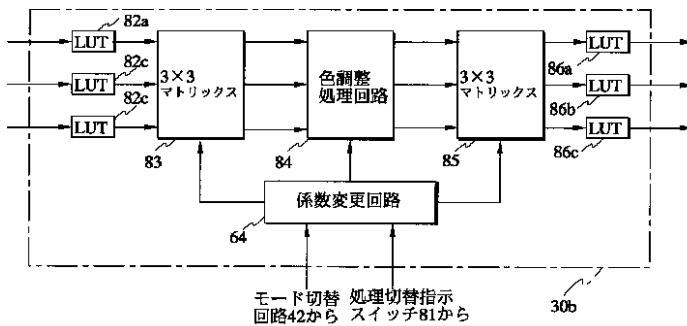 82a
LUT
LUT
82c
LUT
82c
3×3
マトリックス
83
色調整
処理回路
84
3×3
マトリックス
85
LUT
86a
LUT
86b
LUT
86c
係数変更回路
64
モード切替
回路42から
処理切替指示
スイッチ81から
30b